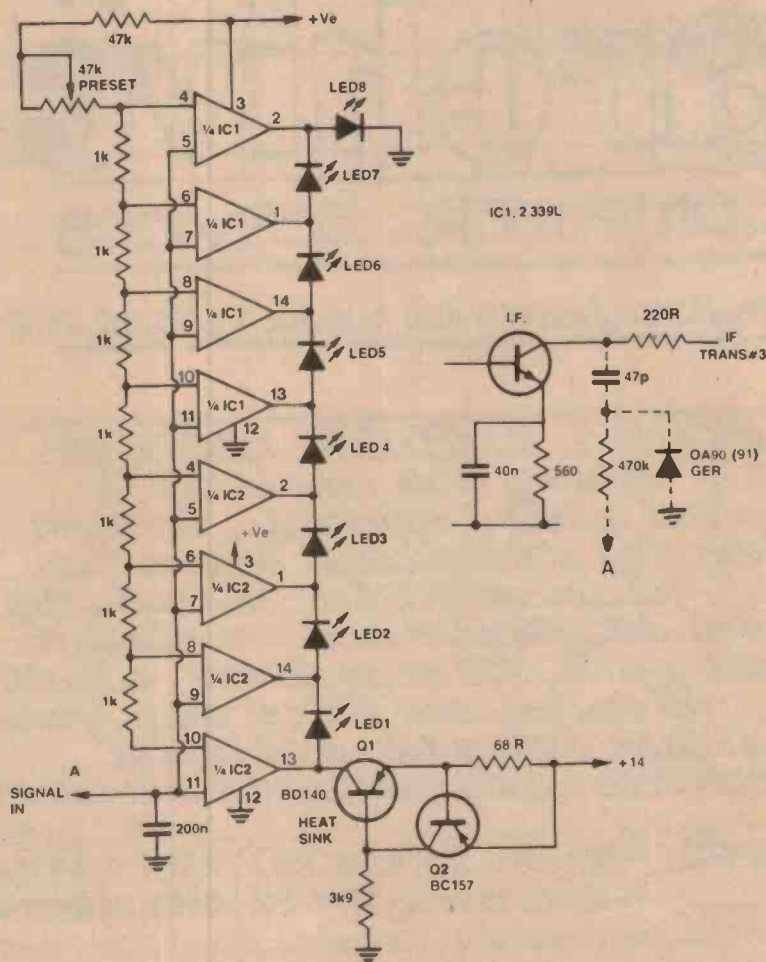 +Ve
47k
47k
PRESET
LED8
4
3
¼ IC1
2
5
1k
LED7
6
¼ IC1
1
7
IC1, 2 339L
1k
LED6
8
¼ IC1
14
9
1k
LED5
I.F.
220R
IF
TRANS#3
47p
10
¼ IC1
13
11
12
1k
LED4
40n
560
470k
OA90 (91)
GER
4
¼ IC2
2
5
1k
LED3
A
+Ve
6
3
¼ IC2
1
7
1k
LED2
8
¼ IC2
14
9
1k
LED1
10
¼ IC2
13
Q1
68 R
+14
A
SIGNAL
IN
11
12
BD140
HEAT
SINK
200n
Q2
BC157
3k9